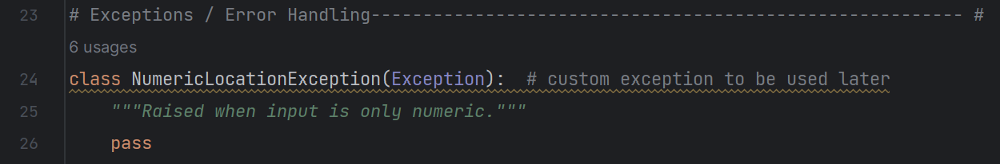 23 # Exceptions / Error Handling--------------------------------------------------------- #
6 usages
24 class NumericLocationException(Exception):  # custom exception to be used later
25 """Raised when input is only numeric."""
26 pass